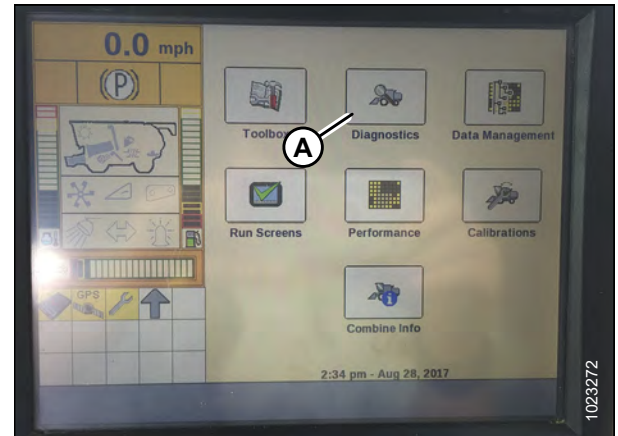 0.0 mph
(P)
Toolbox
Diagnostics
Data Management
A
Run Screens
Performance
Calibrations
GPS
Combine Info
2:34 pm - Aug 28, 2017
1023272